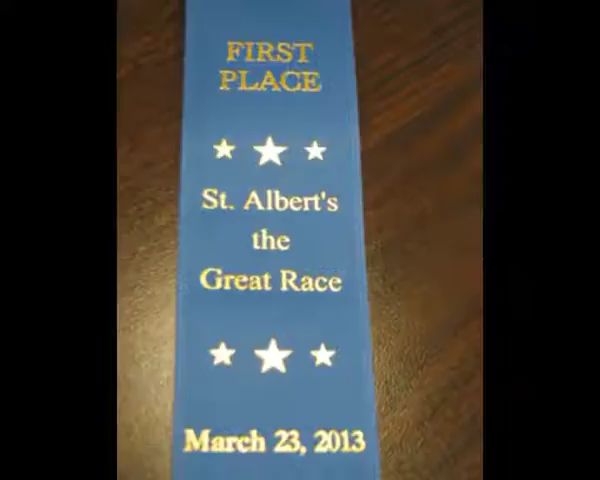 FIRST
PLACE
St. Albert's
the
Great Race
March 23, 2013